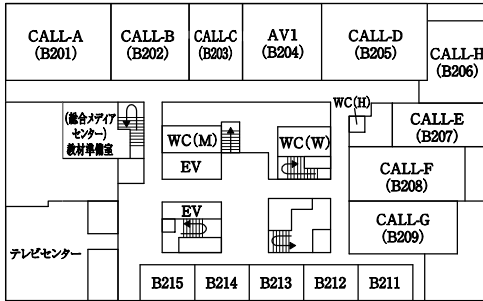 CALL-A
(B201)
CALL-B
(B202)
CALL-C
(B203)
AV1
(B204)
CALL-D
(B205)
CALL-H
(B206)
WC(H)
CALL-E
(B207)
(総合メディア
センター)
教材準備室
WC(M)
WC(W)
EV
CALL-F
(B208)
EV
CALL-G
(B209)
テレビセンター
B215
B214
B213
B212
B211